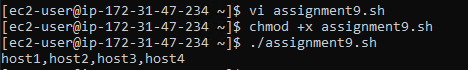 [ec2-user@ip-172-31-47-234 ~]$ vi assignment9.sh
[ec2-user@ip-172-31-47-234 ~]$ chmod +x assignment9.sh
[ec2-user@ip-172-31-47-234 ~]$ ./assignment9.sh
host1,host2,host3,host4